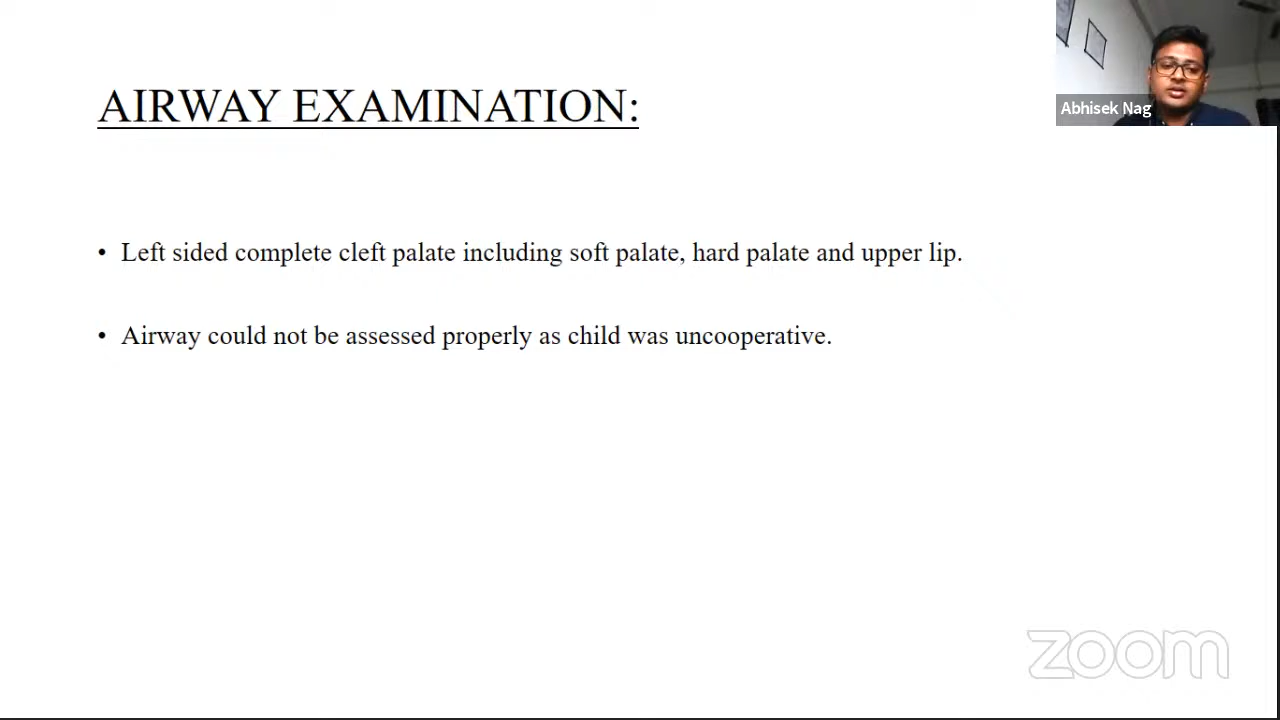 AIRWAY EXAMINATION:
Abhisek Nag
• Left sided complete cleft palate including soft palate, hard palate and upper lip.
• Airway could not be assessed properly as child was uncooperative.
zoom